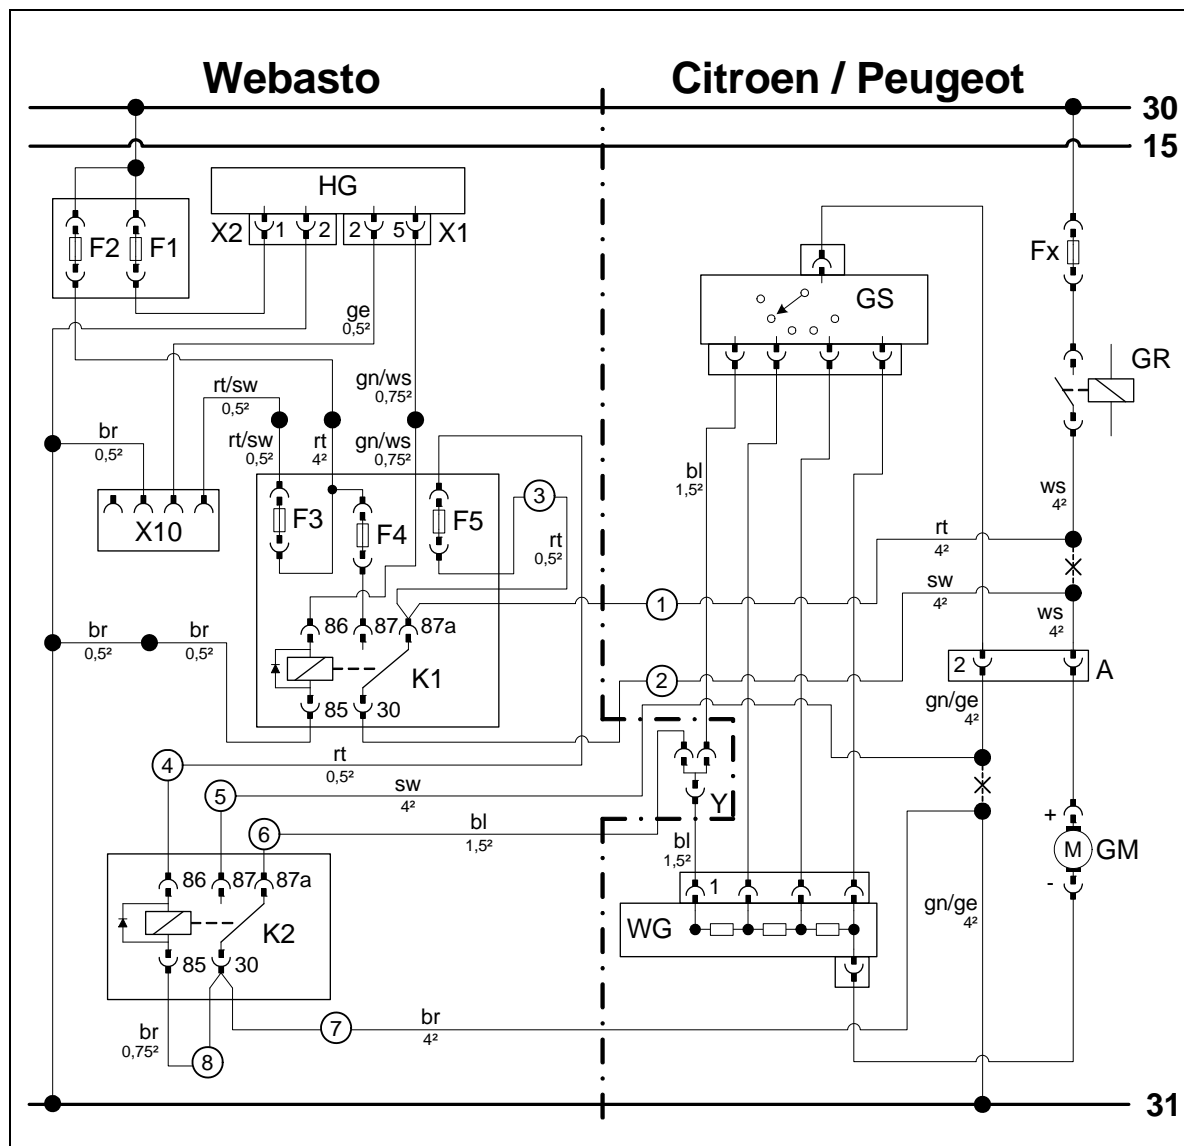 Webasto
Citroen / Peugeot
30
15
HG
X2
1
2
2
5
X1
F2
F1
Fx
GS
GR
ge
0,5²
rt/sw
0,5²
gn/ws
0,75²
br
0,5²
rt/sw
0,5²
rt
4²
gn/ws
0,75²
bl
1,5²
ws
4²
X10
F3
F4
F5
3
rt
0,5²
rt
4²
sw
4²
1
ws
4²
br
0,5²
br
0,5²
86
87
87a
K1
85
30
2
2
A
gn/ge
4²
4
rt
0,5²
5
sw
4²
Y
6
bl
1,5²
bl
1,5²
+
M
GM
-
86
87
87a
K2
85
30
1
WG
gn/ge
4²
br
0,75²
8
7
br
4²
31